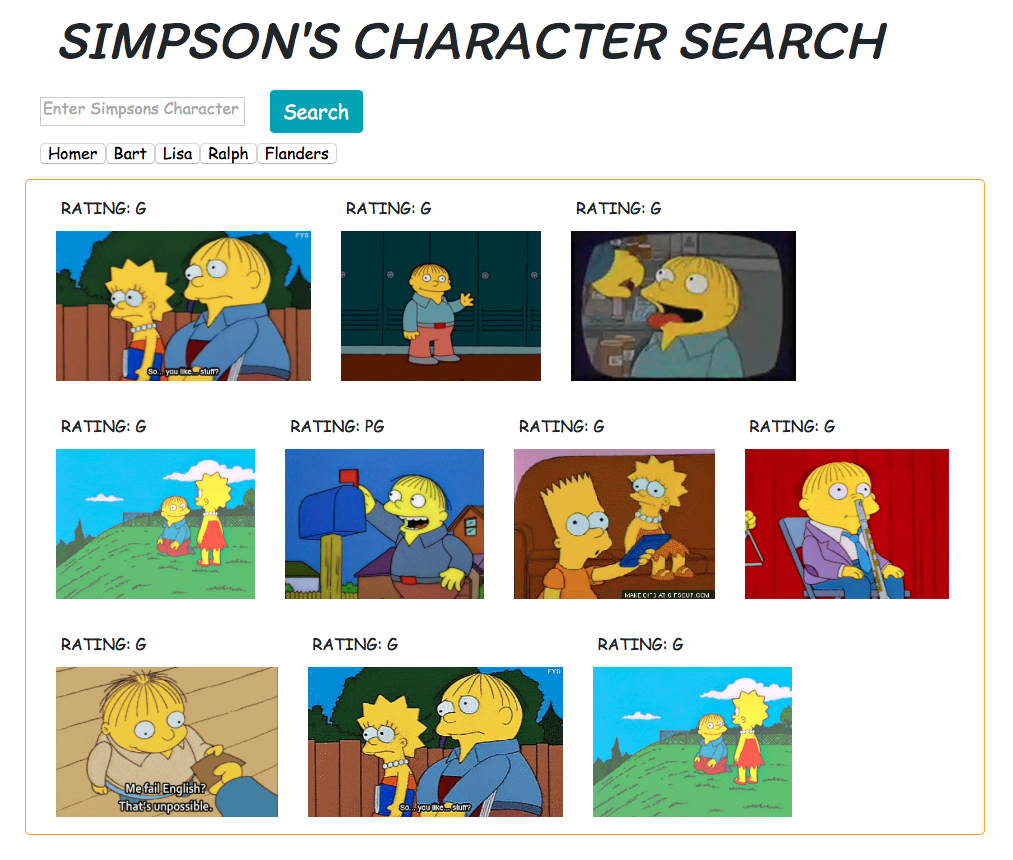 SIMPSON'S CHARACTER SEARCH
Enter Simpsons Character
Search
Homer Bart Lisa Ralph Flanders
RATING: G RATING: G RATING: G
FYS
So... you like... stuff?
RATING: G RATING: PG RATING: G RATING: G
MAKE GIFS AT GIFSOUP.COM
RATING: G RATING: G RATING: G
FYS
Me fail English?
That's unpossible.
So... you like... stuff?